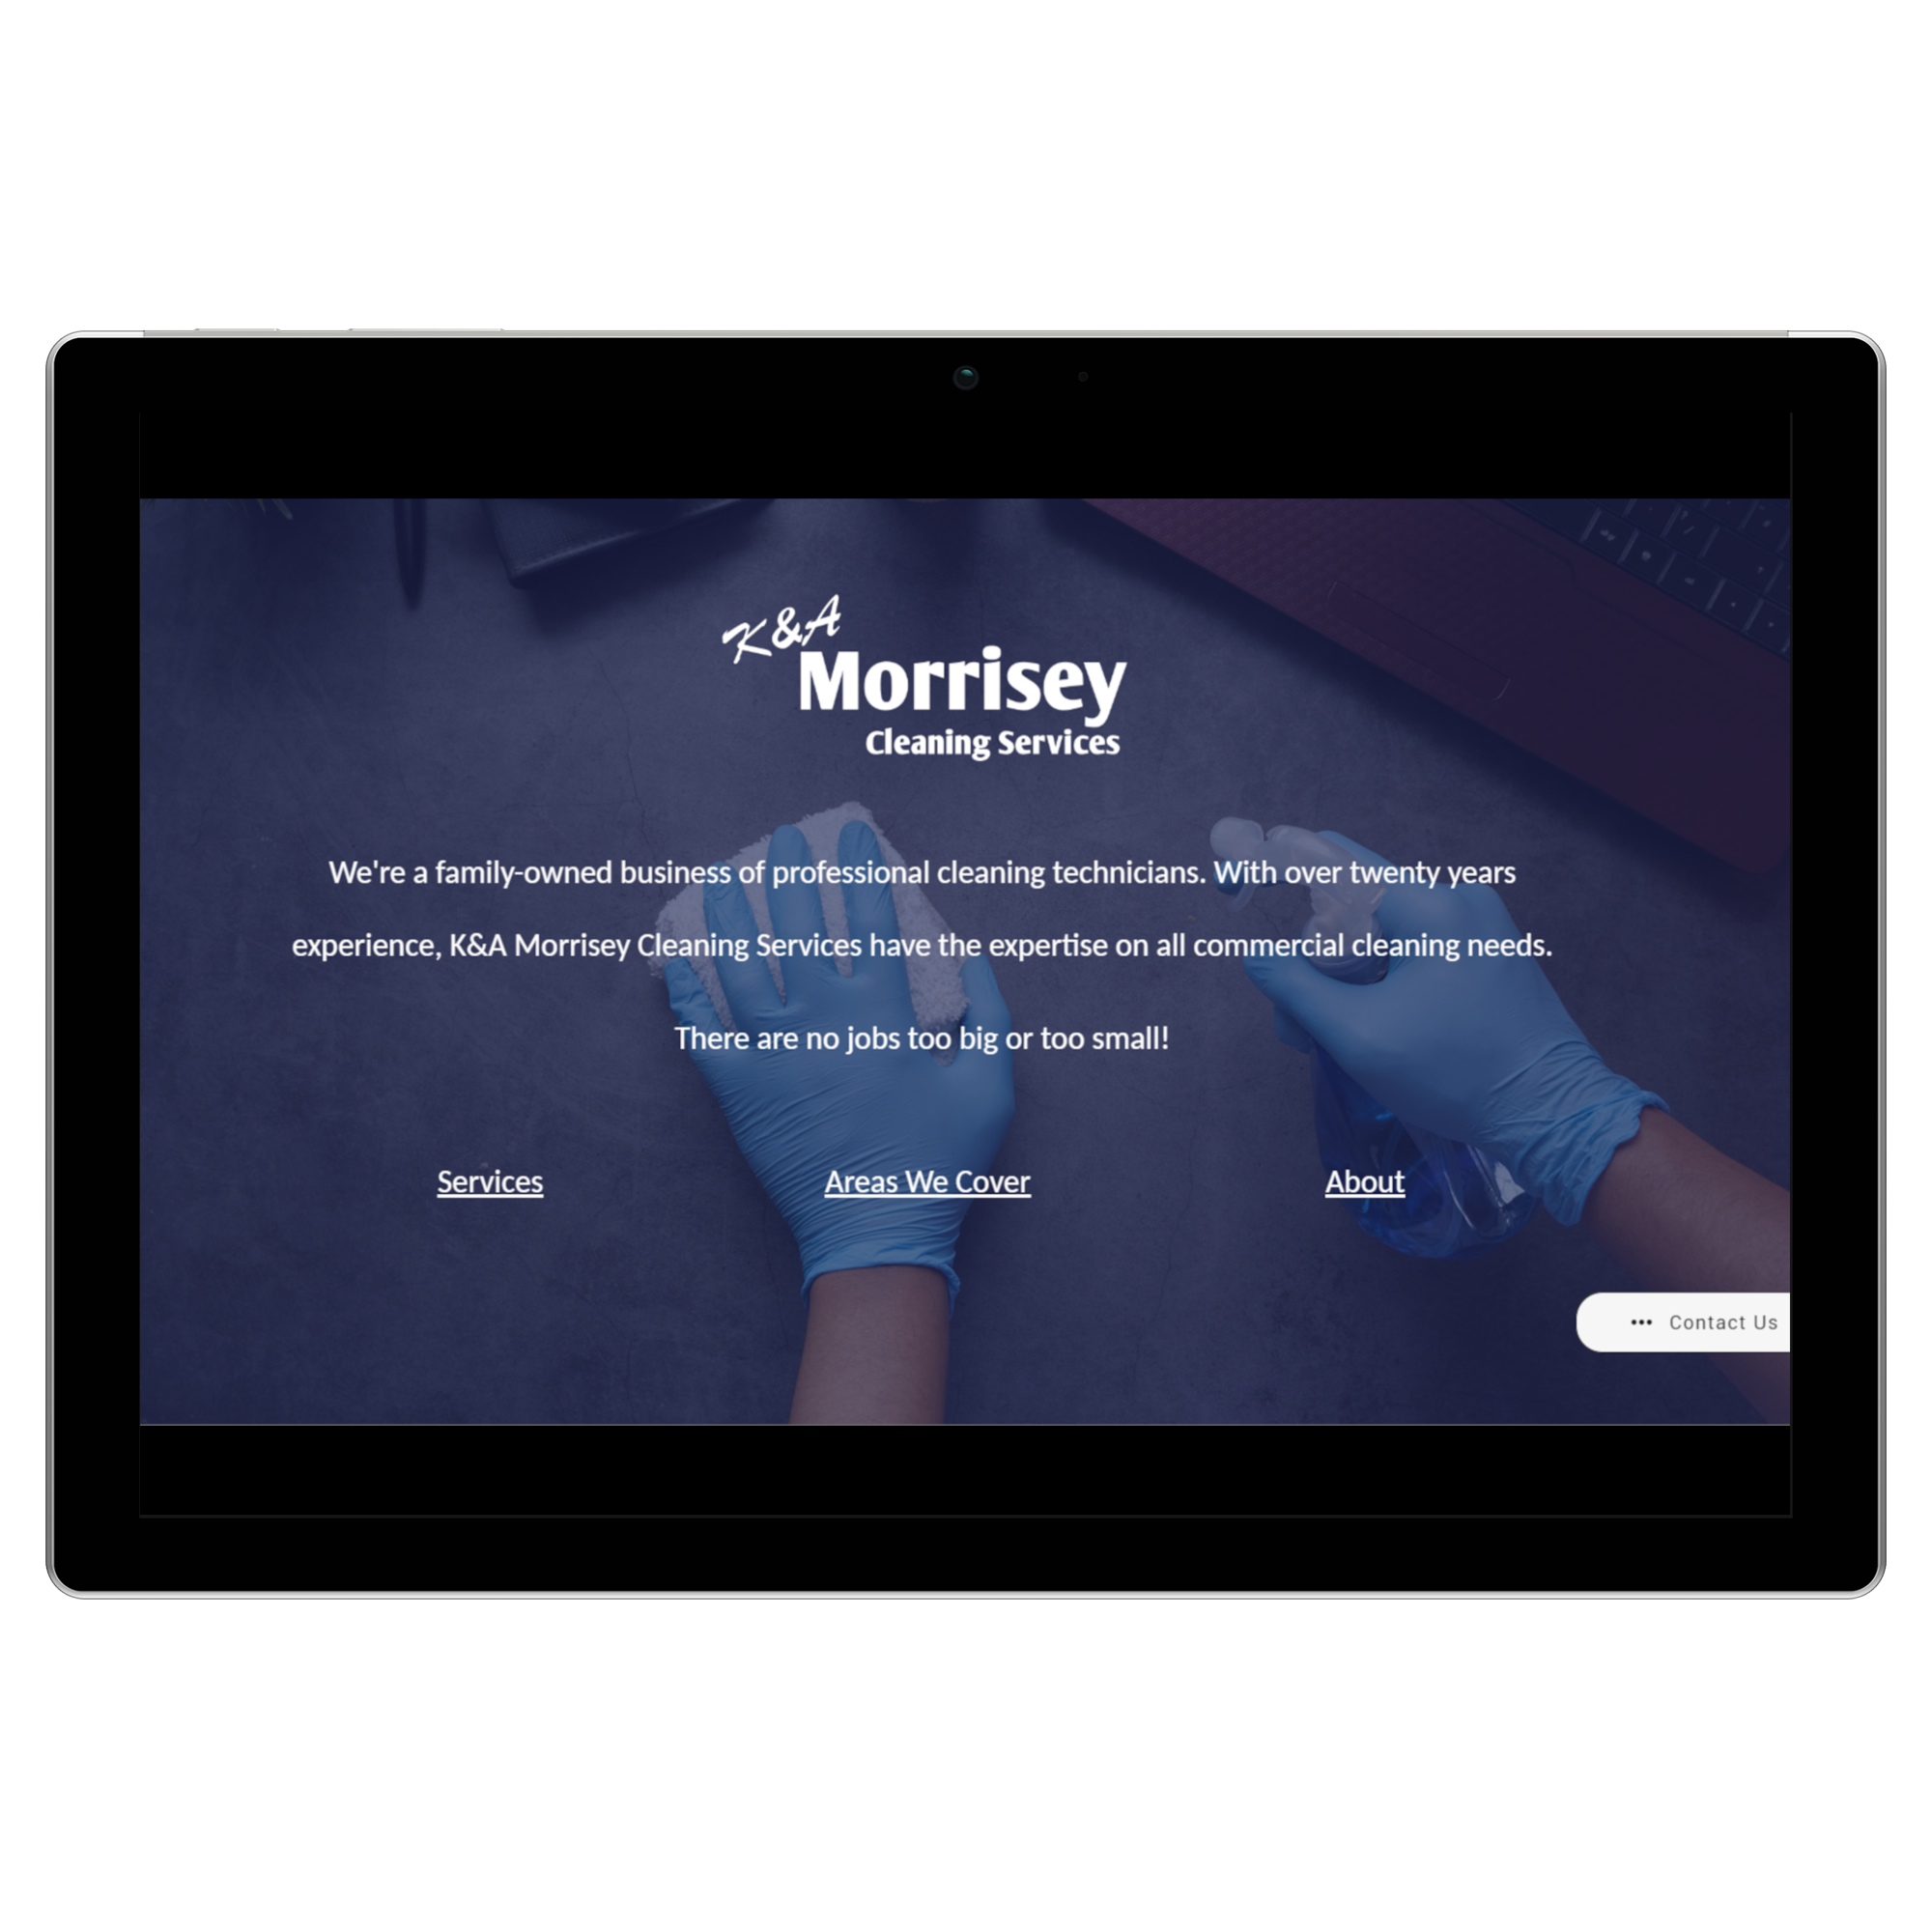 K&A
Morrisey
Cleaning Services
We're a family-owned business of professional cleaning technicians. With over twenty years
experience, K&A Morrisey Cleaning Services have the expertise on all commercial cleaning needs.
There are no jobs too big or too small!
Services
Areas We Cover
About
••• Contact Us